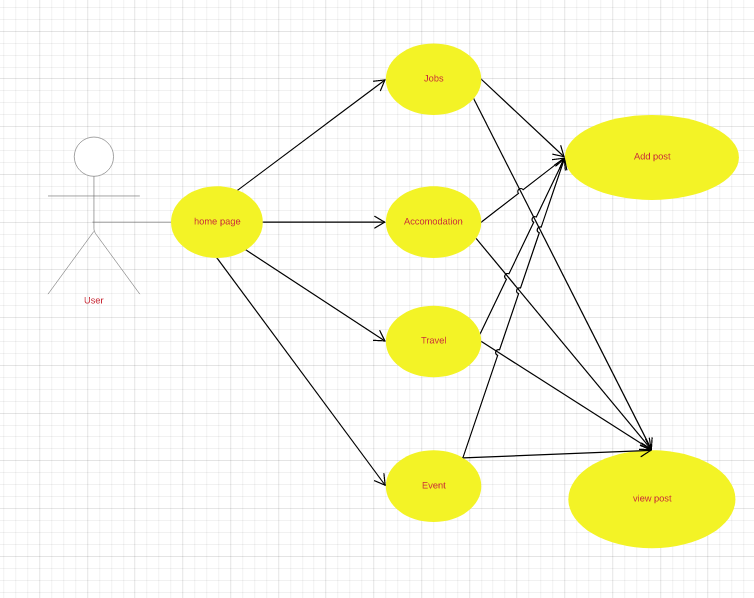 Jobs
Add post
home page
Accomodation
User
Travel
Event
view post